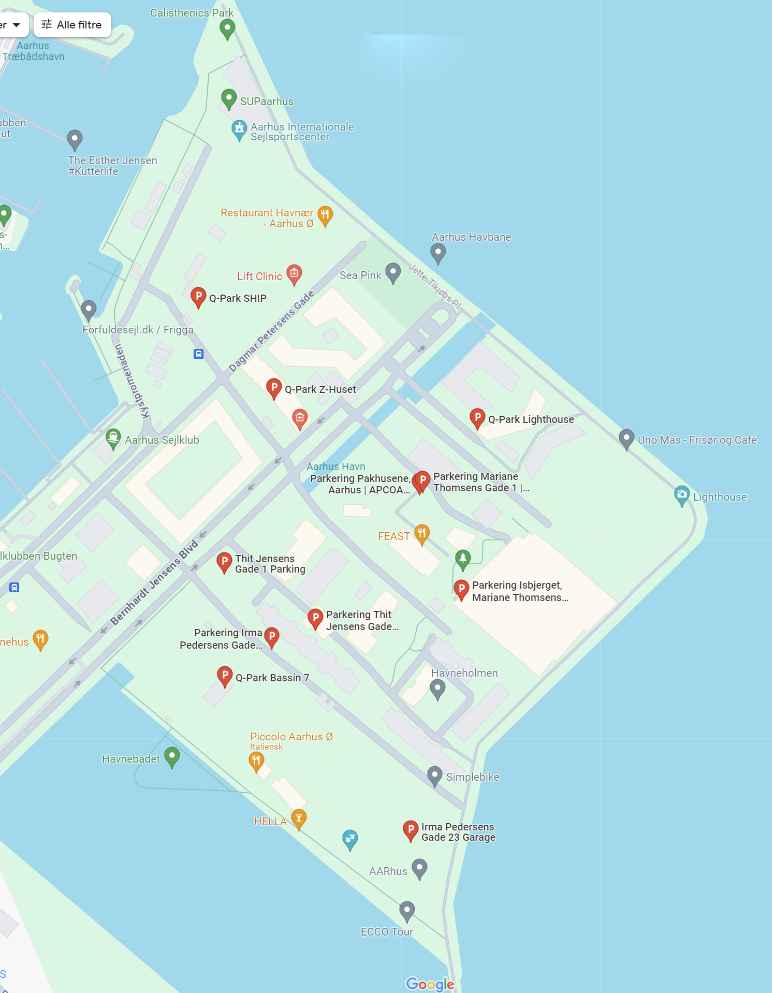 Calisthenics Park
er
Alle filtre
Aarhus
Træbådshavn
SUPaarhus
Aarhus Internationale
Sejlsportscenter
ut
The Esther Jensen
#Kutterlife
Restaurant Havnær
- Aarhus Ø
Aarhus Havbane
Lift Clinic
Sea Pink
Jette Tikjøbs Pl.
Q-Park SHIP
Dagmar Petersens Gade
Forfuldesejl.dk / Frigga
Kystpromenaden
Q-Park Z-Huset
Q-Park Lighthouse
Aarhus Sejlklub
Uno Mas - Frisør og Cafe
Aarhus Havn
Parkering Pakhusene,
Aarhus | APCOA...
Parkering Mariane
Thomsens Gade 1 |...
Lighthouse
FEAST
lklubben Bugten
Bernhardt Jensens Blvd
Thit Jensens
Gade 1 Parking
Parkering Isbjerget,
Mariane Thomsens...
Parkering Thit
Jensens Gade...
Parkering Irma
Pedersens Gade...
nehus
Q-Park Bassin 7
Havneholmen
Piccolo Aarhus Ø
Italiensk
Havnebadet
Simplebike
HELLA
Irma Pedersens
Gade 23 Garage
AARhus
ECCO Tour
Google